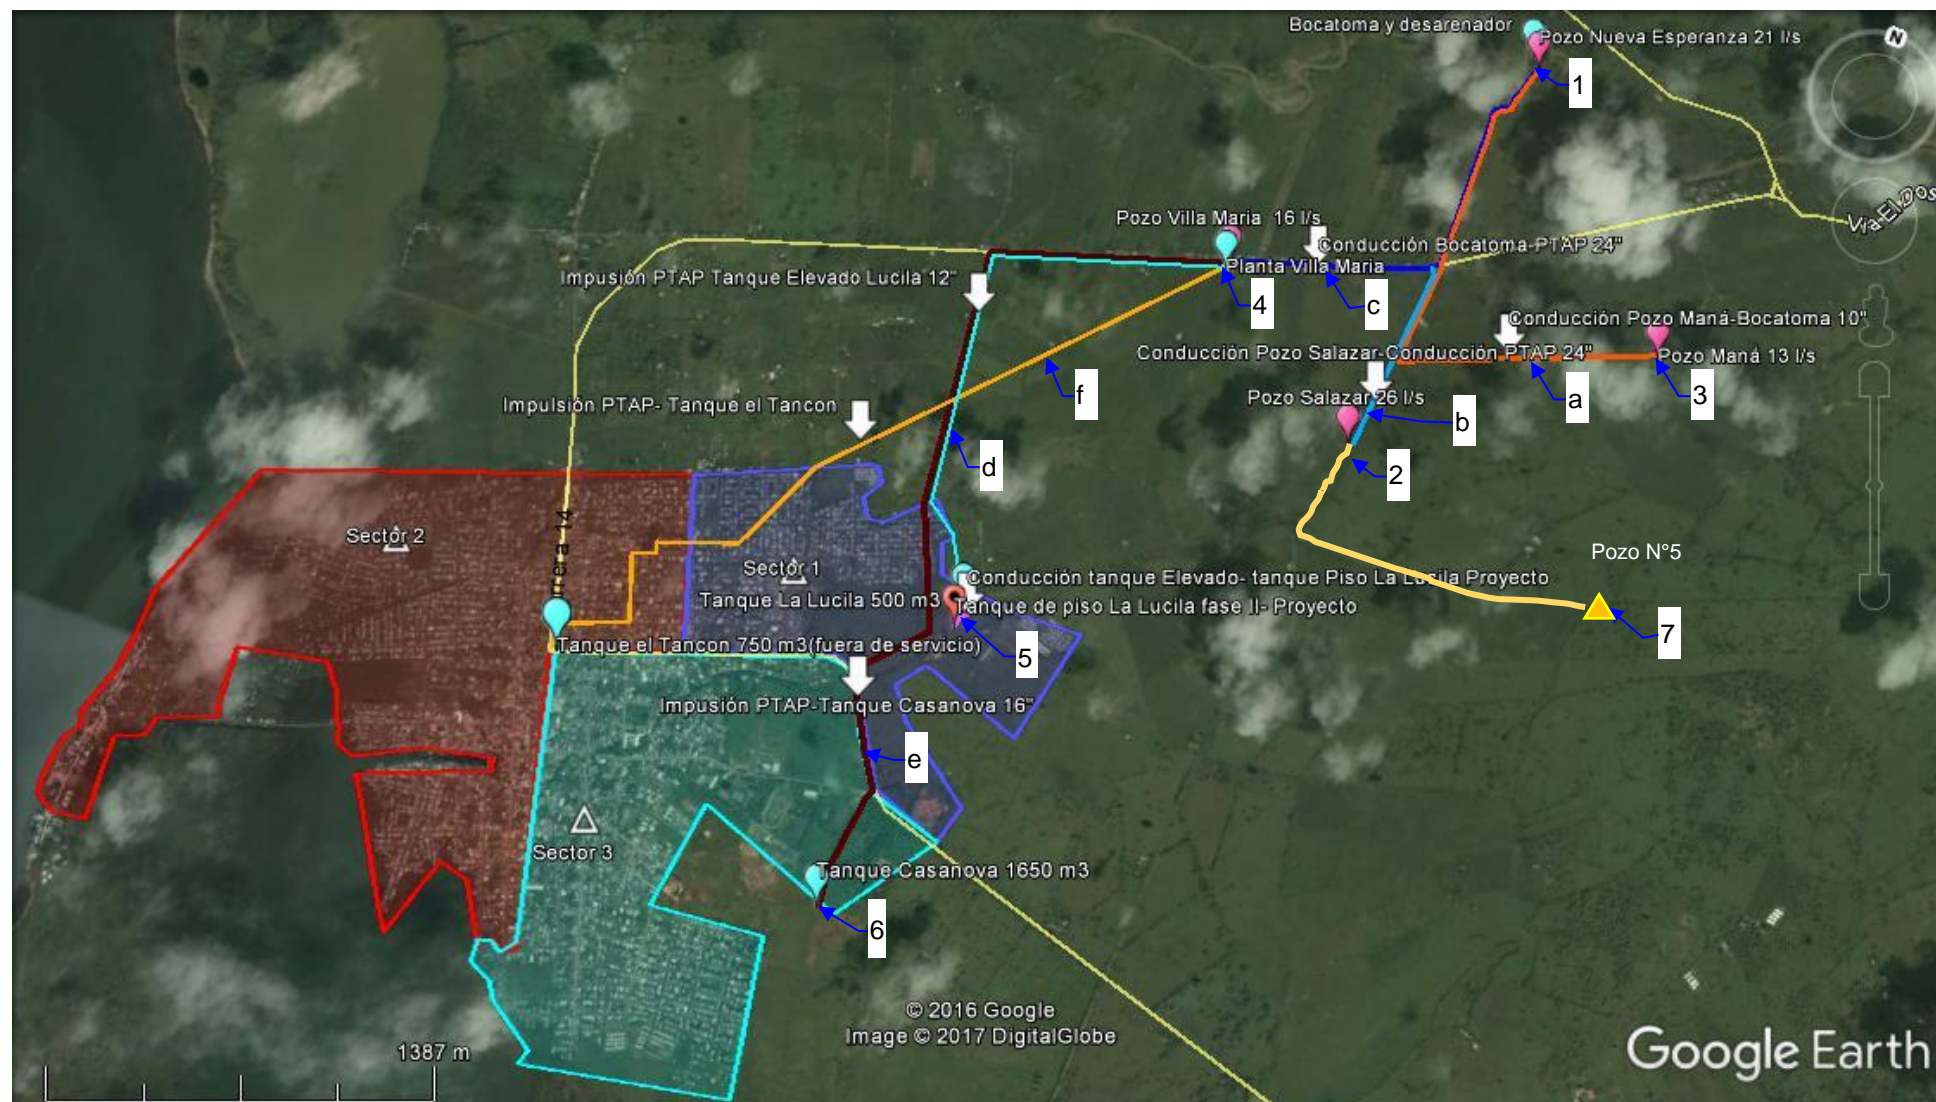 Bocatoma y desarenador
Pozo Nueva Esperanza 21 l/s
N
1
Vía-El-Dos
Pozo Villa Maria 16 l/s
Conducción Bocatoma-PTAP 24"
Planta Villa Maria
Impusión PTAP Tanque Elevado Lucila 12"
4
c
Conducción Pozo Maná-Bocatoma 10"
Conducción Pozo Salazar-Conducción PTAP 24"
Pozo Maná 13 l/s
f
a
3
Pozo Salazar 26 l/s
Impulsión PTAP- Tanque el Tancon
b
d
2
Sector 2
Pozo N°5
Sector 1
Conducción tanque Elevado- tanque Piso La Lucila Proyecto
Tanque La Lucila 500 m3
Tanque de piso La Lucila fase II- Proyecto
7
Tanque el Tancon 750 m3(fuera de servicio)
5
Impusión PTAP-Tanque Casanova 16"
e
Sector 3
Tanque Casanova 1650 m3
6
© 2016 Google
Image © 2017 DigitalGlobe
1387 m
Google Earth